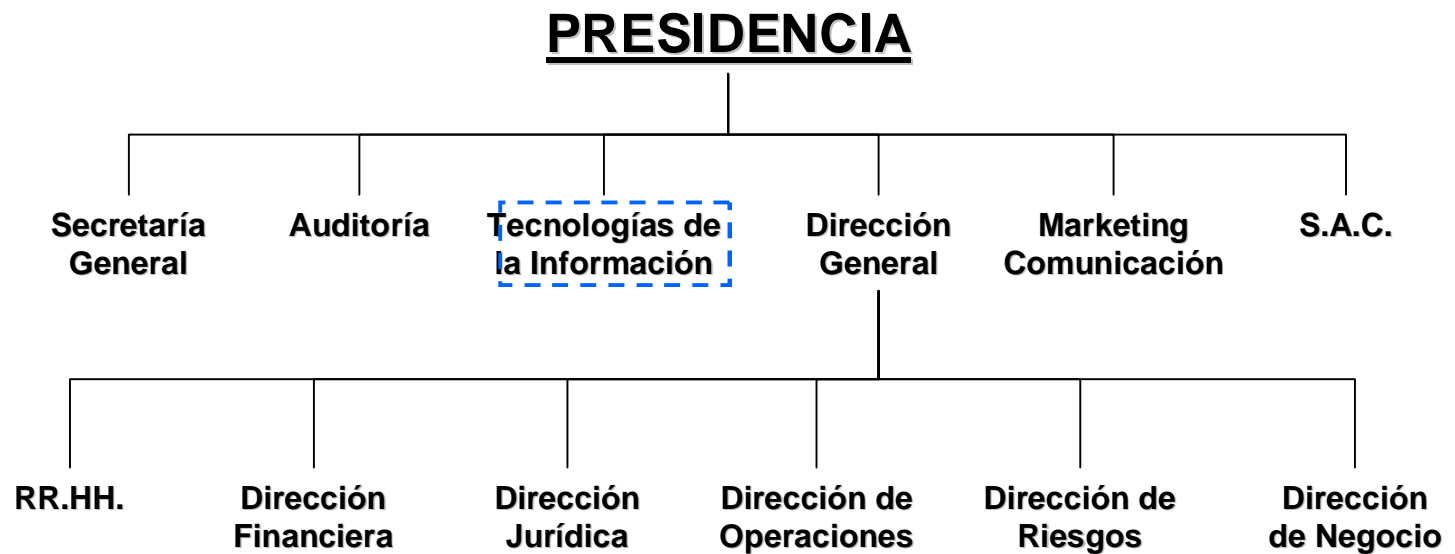 PRESIDENCIA
Secretaría
General
Auditoría
Tecnologías de
la Información
Dirección
General
Marketing
Comunicación
S.A.C.
RR.HH.
Dirección
Financiera
Dirección
Jurídica
Dirección de
Operaciones
Dirección de
Riesgos
Dirección
de Negocio